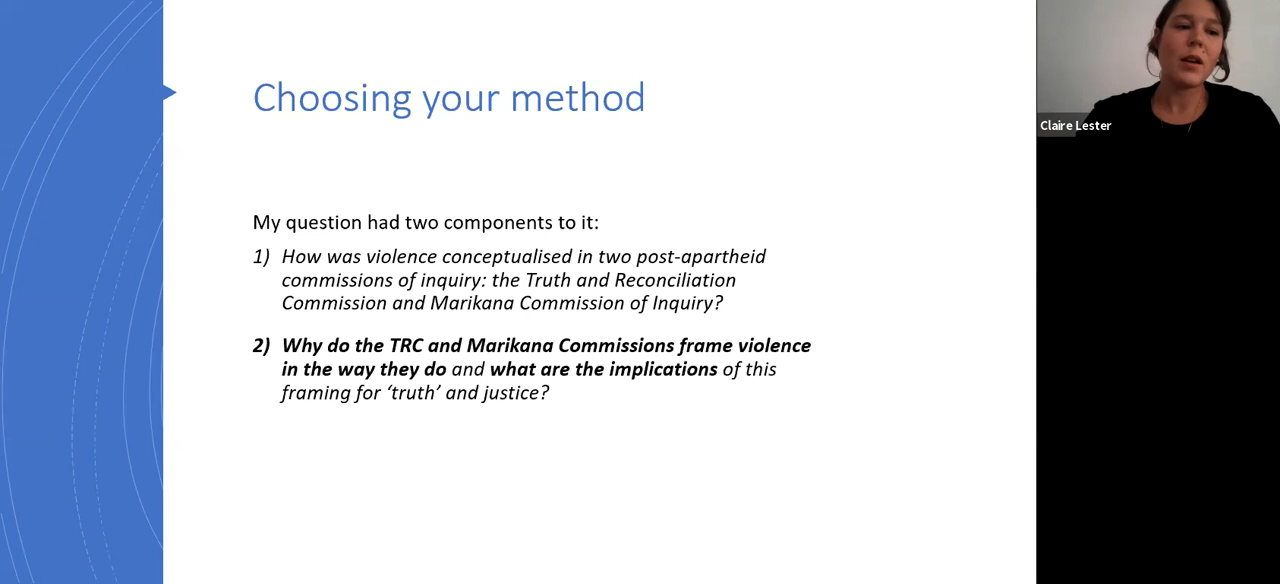 Choosing your method
Claire Lester
My question had two components to it:
1) How was violence conceptualised in two post-apartheid
commissions of inquiry: the Truth and Reconciliation
Commission and Marikana Commission of Inquiry?
2) Why do the TRC and Marikana Commissions frame violence
in the way they do and what are the implications of this
framing for ‘truth’ and justice?